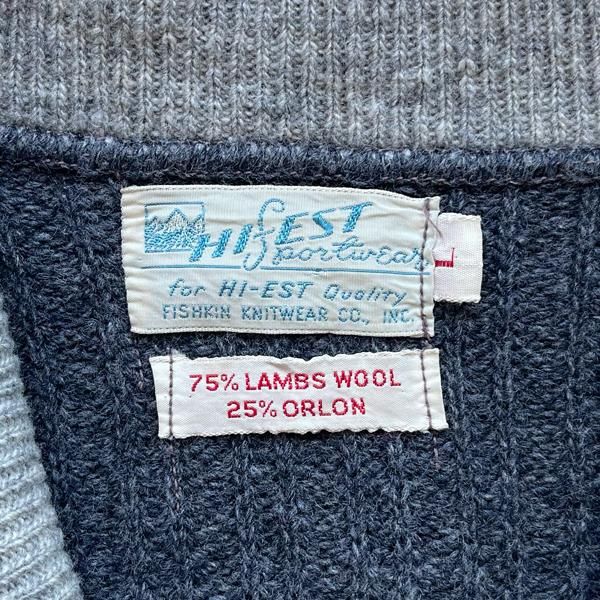 HI-EST
Sportwear
L
for HI-EST Quality
FISHKIN KNITWEAR CO., INC.
75% LAMBS WOOL
25% ORLON